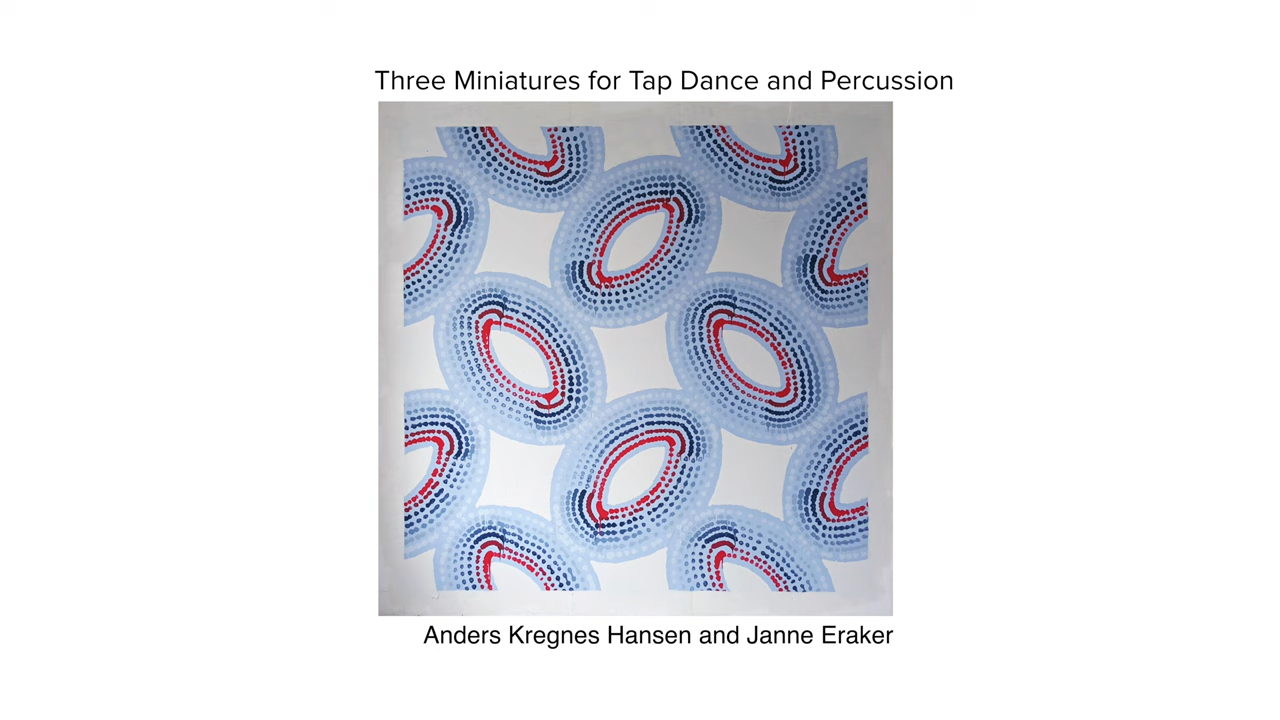 Three Miniatures for Tap Dance and Percussion
Anders Kregnes Hansen and Janne Eraker